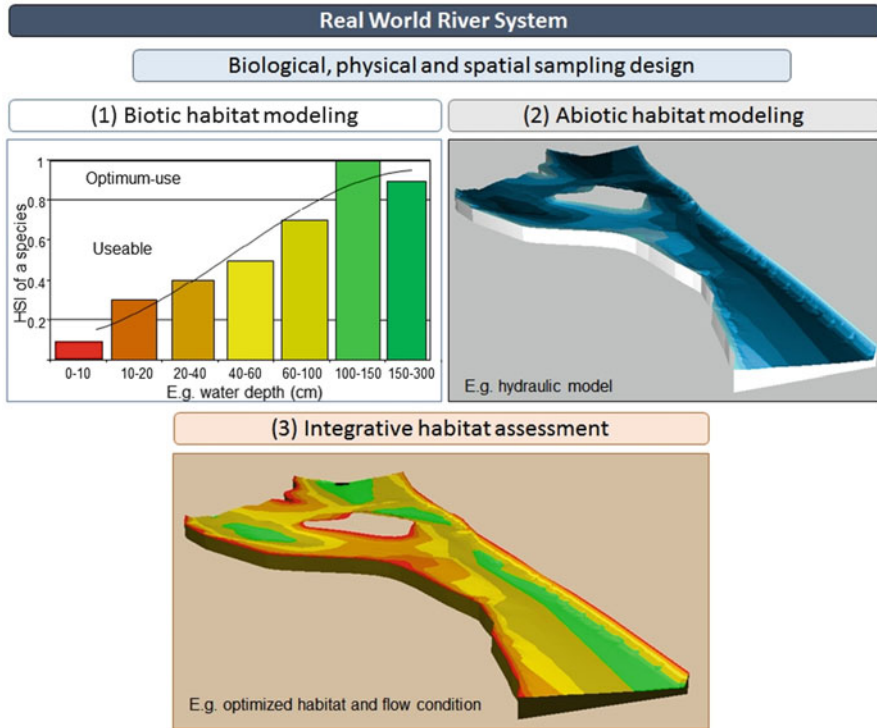 Real World River System
Biological, physical and spatial sampling design
(1) Biotic habitat modeling
(2) Abiotic habitat modeling
HSI of a species
1
0.8
0.6
0.4
0.2
Optimum-use
Useable
0-10 10-20 20-40 40-60 60-100 100-150 150-300
E.g. water depth (cm)
E.g. hydraulic model
(3) Integrative habitat assessment
E.g. optimized habitat and flow condition